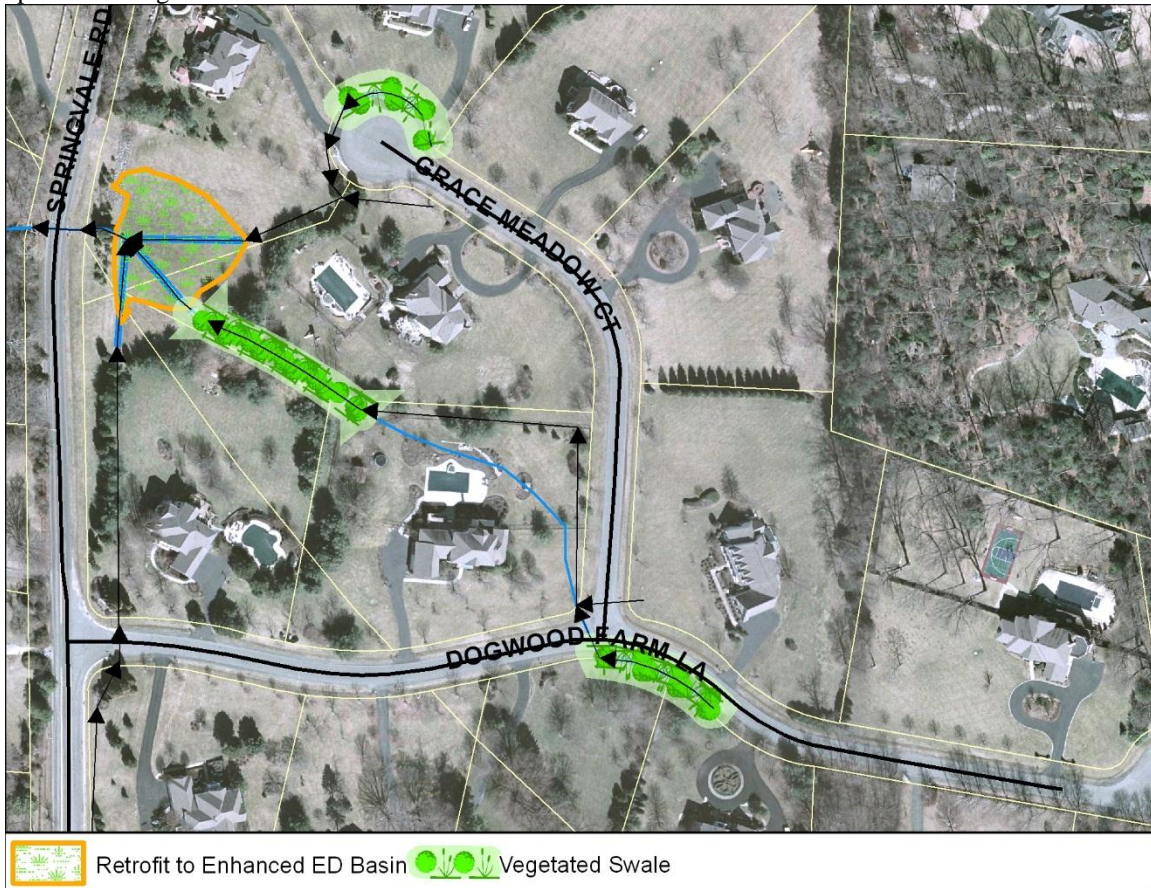 SPRINGVALE RD
GRACE MEADOW CT
DOGWOOD FARM LA
Retrofit to Enhanced ED Basin
Vegetated Swale